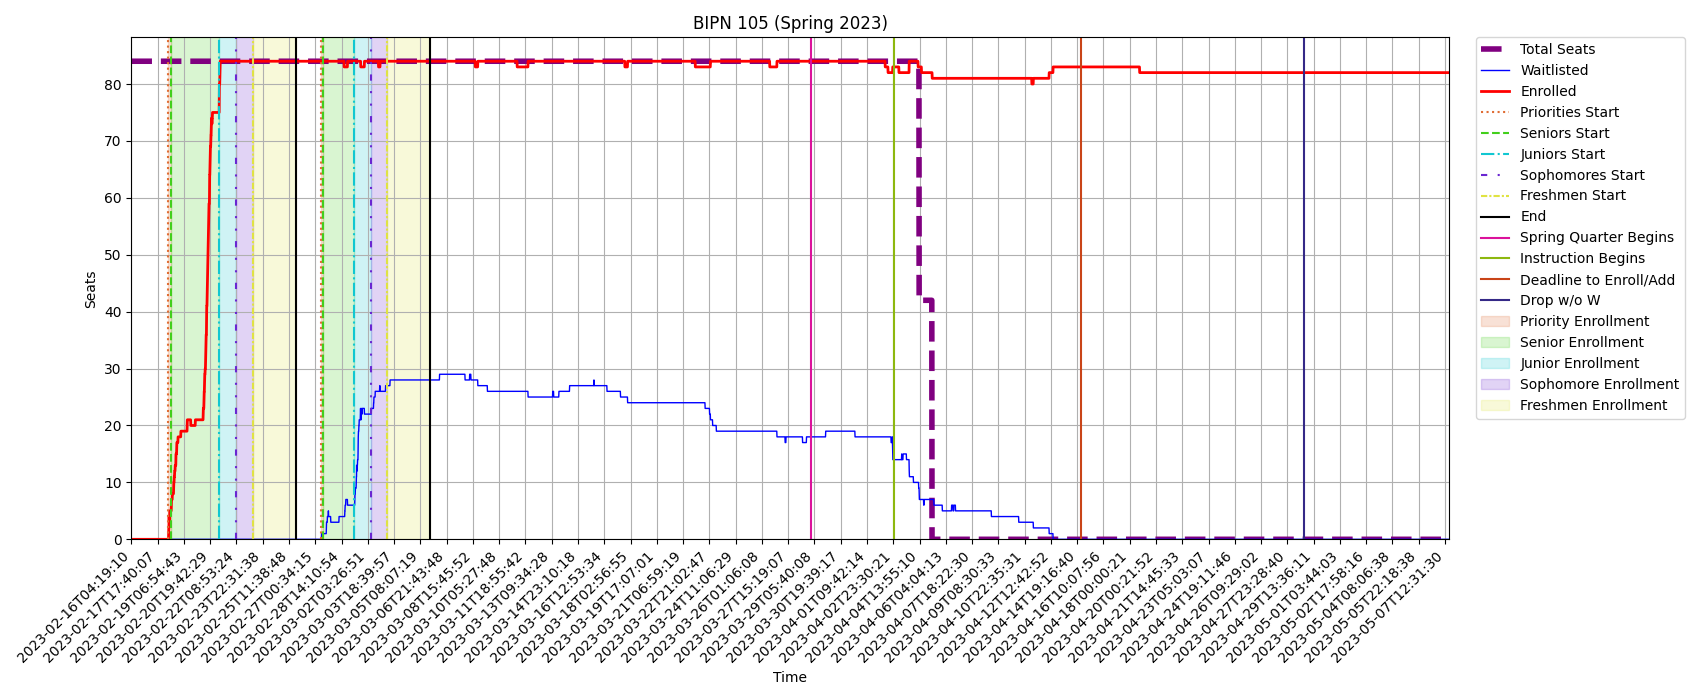 BIPN 105 (Spring 2023)
Seats
80
70
60
50
40
30
20
10
0
2023-02-16T04:19:10
2023-02-17T17:40:07
2023-02-19T06:54:43
2023-02-20T19:42:29
2023-02-22T08:53:24
2023-02-23T22:31:38
2023-02-25T11:38:48
2023-02-27T00:34:15
2023-02-28T14:10:54
2023-03-02T03:26:51
2023-03-03T18:39:57
2023-03-05T08:07:19
2023-03-06T21:43:48
2023-03-08T15:45:52
2023-03-10T05:27:48
2023-03-11T18:55:42
2023-03-13T09:34:28
2023-03-14T23:10:18
2023-03-16T12:53:34
2023-03-18T02:56:55
2023-03-19T17:07:01
2023-03-21T06:59:19
2023-03-22T21:02:47
2023-03-24T11:06:29
2023-03-26T01:06:08
2023-03-27T15:19:07
2023-03-29T05:40:08
2023-03-30T19:39:17
2023-04-01T09:42:14
2023-04-02T23:30:21
2023-04-04T13:55:10
2023-04-06T04:04:13
2023-04-07T18:22:30
2023-04-09T08:30:33
2023-04-10T22:35:31
2023-04-12T12:42:52
2023-04-14T19:16:40
2023-04-16T10:07:56
2023-04-18T00:00:21
2023-04-20T00:21:52
2023-04-21T14:45:33
2023-04-23T05:03:07
2023-04-24T19:11:46
2023-04-26T09:29:02
2023-04-27T23:28:40
2023-04-29T13:36:11
2023-05-01T03:44:03
2023-05-02T17:58:16
2023-05-04T08:06:38
2023-05-05T22:18:38
2023-05-07T12:31:30
Time
Total Seats
Waitlisted
Enrolled
Priorities Start
Seniors Start
Juniors Start
Sophomores Start
Freshmen Start
End
Spring Quarter Begins
Instruction Begins
Deadline to Enroll/Add
Drop w/o W
Priority Enrollment
Senior Enrollment
Junior Enrollment
Sophomore Enrollment
Freshmen Enrollment